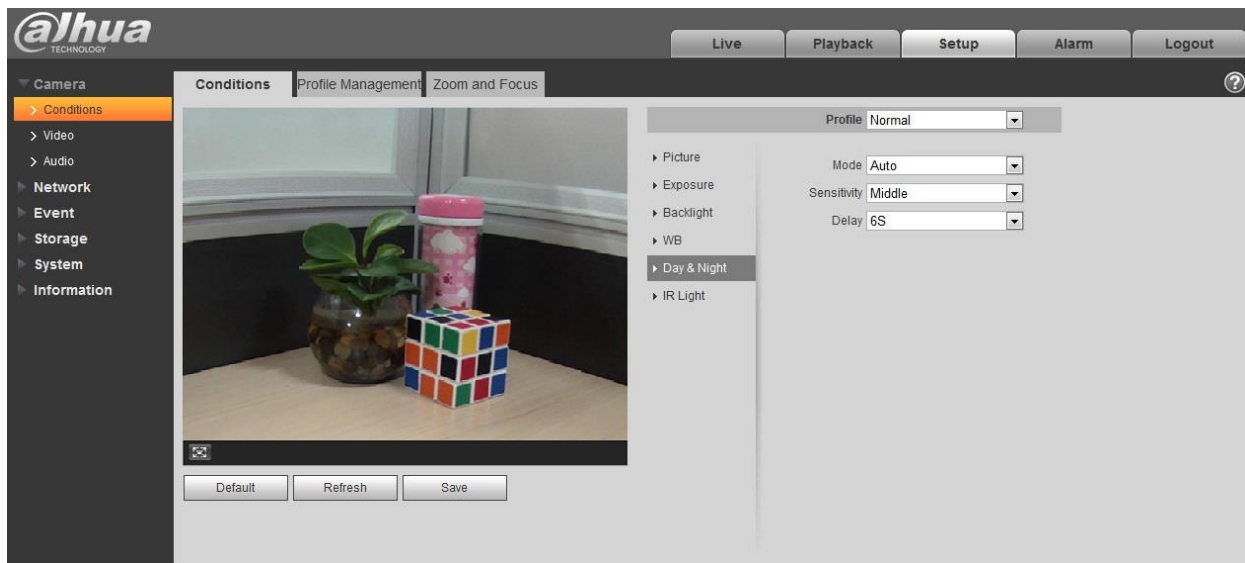 alhua
TECHNOLOGY
Live
Playback
Setup
Alarm
Logout
Camera
Conditions
Video
Audio
Network
Event
Storage
System
Information
Conditions
Profile Management
Zoom and Focus
?
Default
Refresh
Save
Profile Normal
Picture
Exposure
Backlight
WB
Day & Night
IR Light
Mode Auto
Sensitivity Middle
Delay 6S